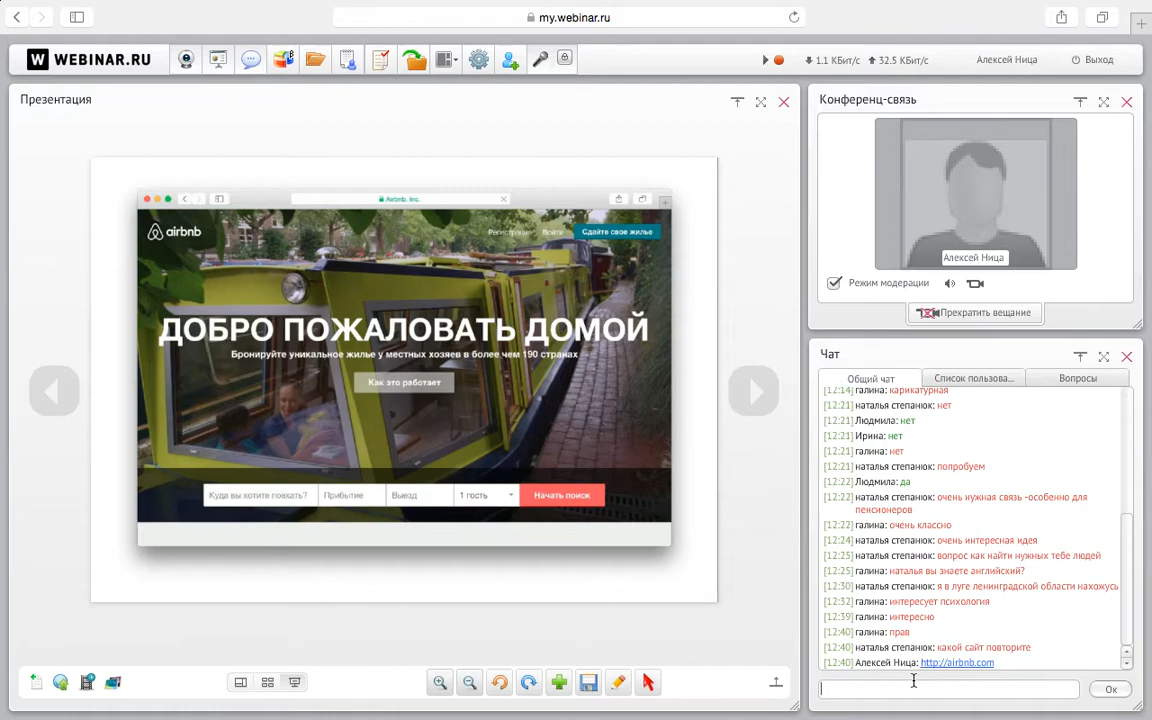 my.webinar.ru
W WEBINAR.RU
1.1 КБит/с 32.5 КБит/с
Алексей Ница
Выход
Презентация
Airbnb, Inc.
airbnb
Регистрация Войти Сдайте свое жилье
ДОБРО ПОЖАЛОВАТЬ ДОМОЙ
Бронируйте уникальное жилье у местных хозяев в более чем 190 странах
Как это работает
Куда вы хотите поехать? Прибытие Выезд 1 гость Начать поиск
Конференц-связь
Алексей Ница
Режим модерации
Прекратить вещание
Чат
Общий чат Список пользова... Вопросы
[12:14] галина: карикатурная
[12:21] наталья степанюк: нет
[12:21] Людмила: нет
[12:21] Ирина: нет
[12:21] галина: нет
[12:21] наталья степанюк: попробуем
[12:22] Людмила: да
[12:22] наталья степанюк: очень нужная связь -особенно для
пенсионеров
[12:22] галина: очень классно
[12:24] наталья степанюк: очень интересная идея
[12:25] наталья степанюк: вопрос как найти нужных тебе людей
[12:25] галина: наталья вы знаете английский?
[12:30] наталья степанюк: я в луге ленинградской области нахожусь
[12:32] галина: интересует психология
[12:39] галина: интересно
[12:40] галина: прав
[12:40] наталья степанюк: какой сайт повторите
[12:40] Алексей Ница: http://airbnb.com
Ок